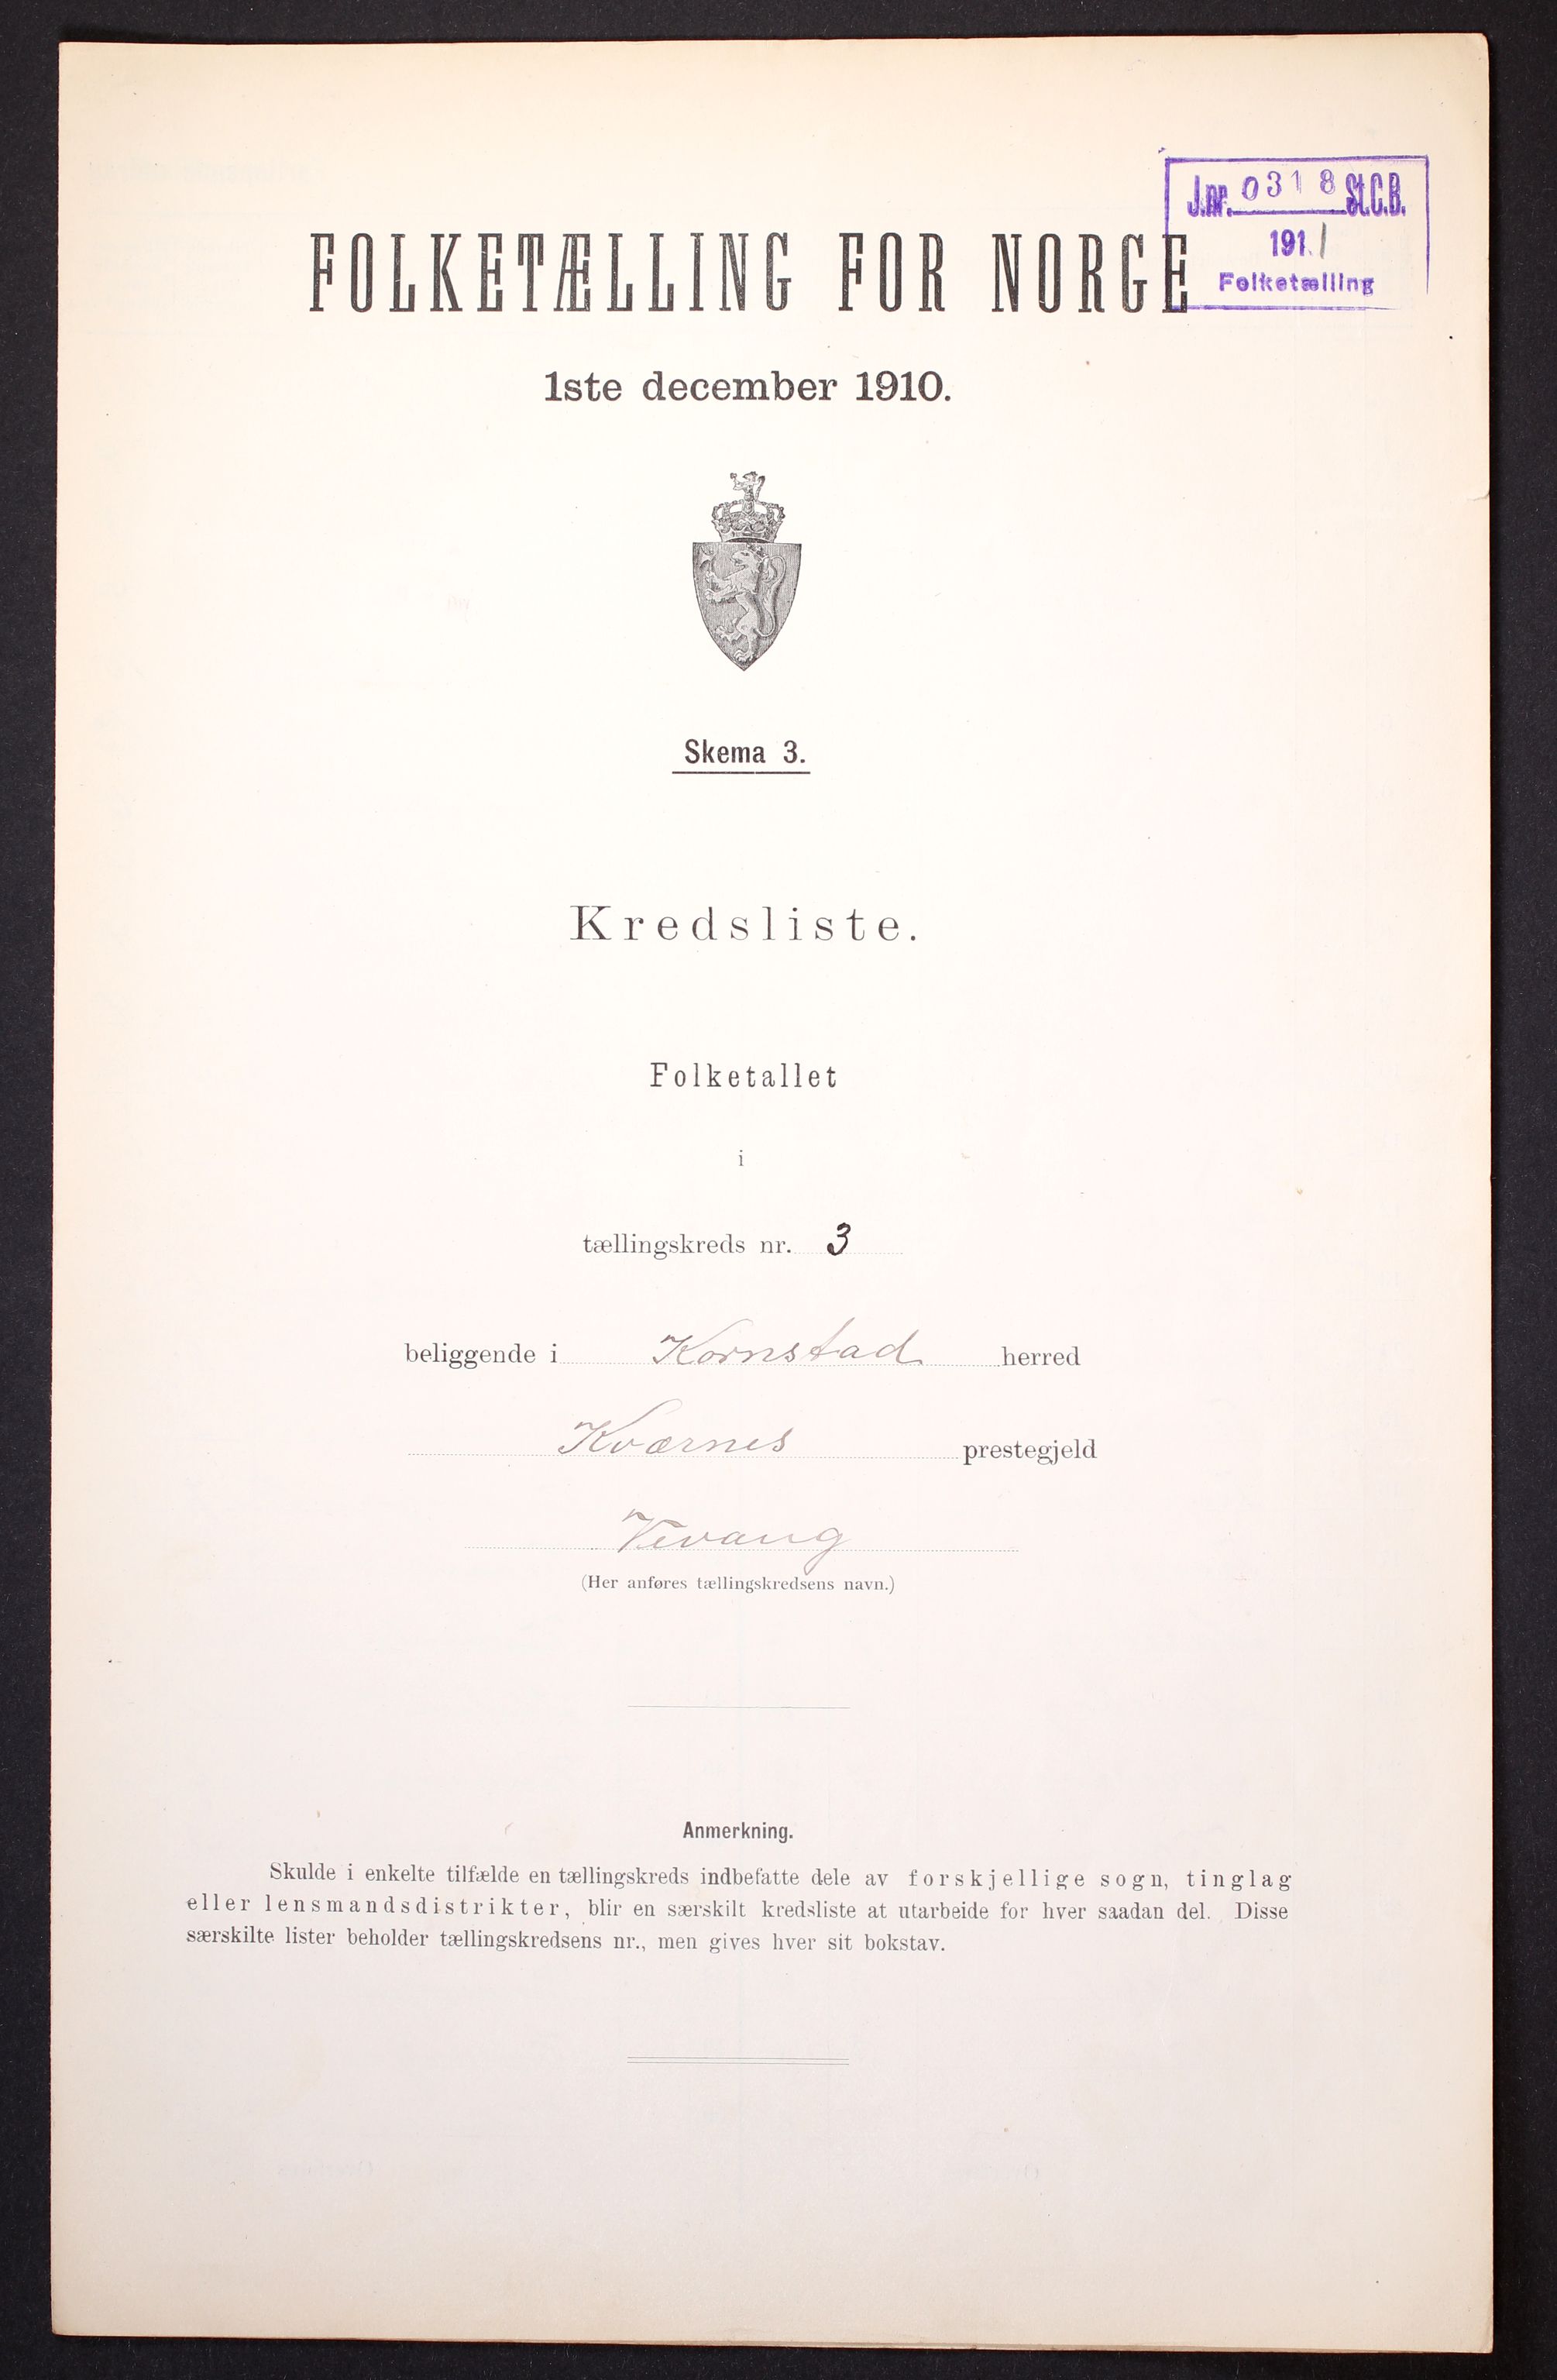 J.nr. 0318 St.C.B.
1911
Folketælling
FOLKETÆLLING FOR NORGE
1ste december 1910.
Skema 3.
Kredsliste.
Folketallet
i
tællingskreds nr. 3
beliggende i Kornstad herred
Kværnes prestegjeld
Vevang
(Her anføres tællingskredsens navn.)
Anmerkning.
Skulde i enkelte tilfælde en tællingskreds indbefatte dele av forskjellige sogn, tinglag
eller lensmandsdistrikter, blir en særskilt kredsliste at utarbeide for hver saadan del. Disse
særskilte lister beholder tællingskredsens nr., men gives hver sit bokstav.